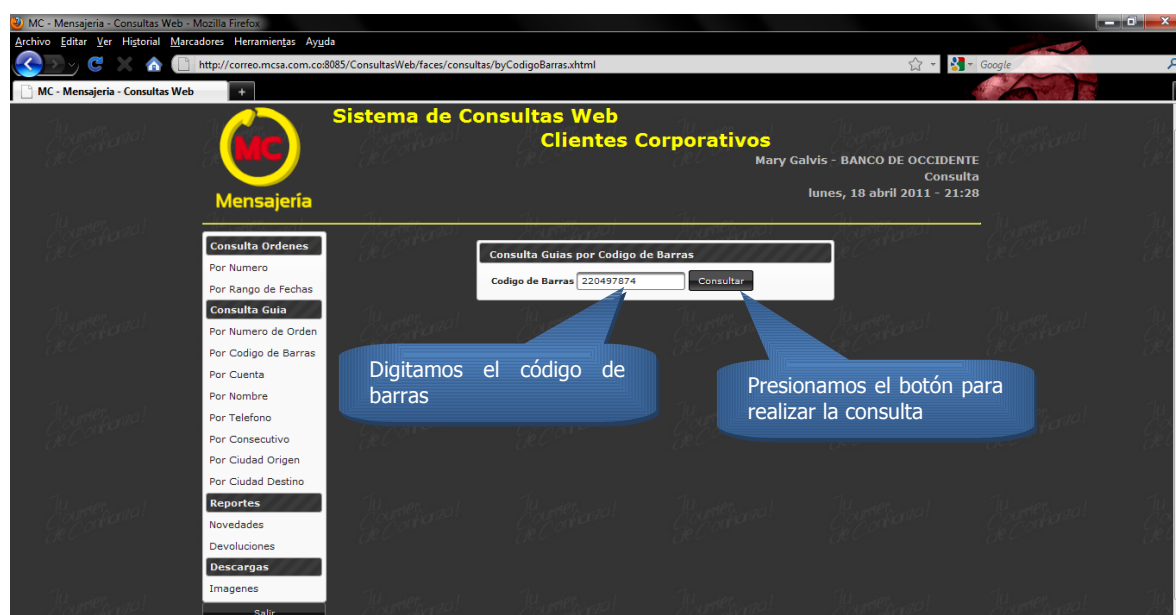 MC - Mensajeria - Consultas Web - Mozilla Firefox
Archivo Editar Ver Historial Marcadores Herramientas Ayuda
http://correo.mcsa.com.co:8085/ConsultasWeb/faces/consultas/byCodigoBarras.xhtml
Google
MC - Mensajeria - Consultas Web
+
Sistema de Consultas Web
Clientes Corporativos
MC
Mensajería
Mary Galvis - BANCO DE OCCIDENTE
Consulta
lunes, 18 abril 2011 - 21:28
Consulta Ordenes
Por Numero
Por Rango de Fechas
Consulta Guia
Por Numero de Orden
Por Codigo de Barras
Por Cuenta
Por Nombre
Por Telefono
Por Consecutivo
Por Ciudad Origen
Por Ciudad Destino
Reportes
Novedades
Devoluciones
Descargas
Imagenes
Salir
Consulta Guias por Codigo de Barras
Codigo de Barras 220497874 Consultar
Digitamos el código de
barras
Presionamos el botón para
realizar la consulta